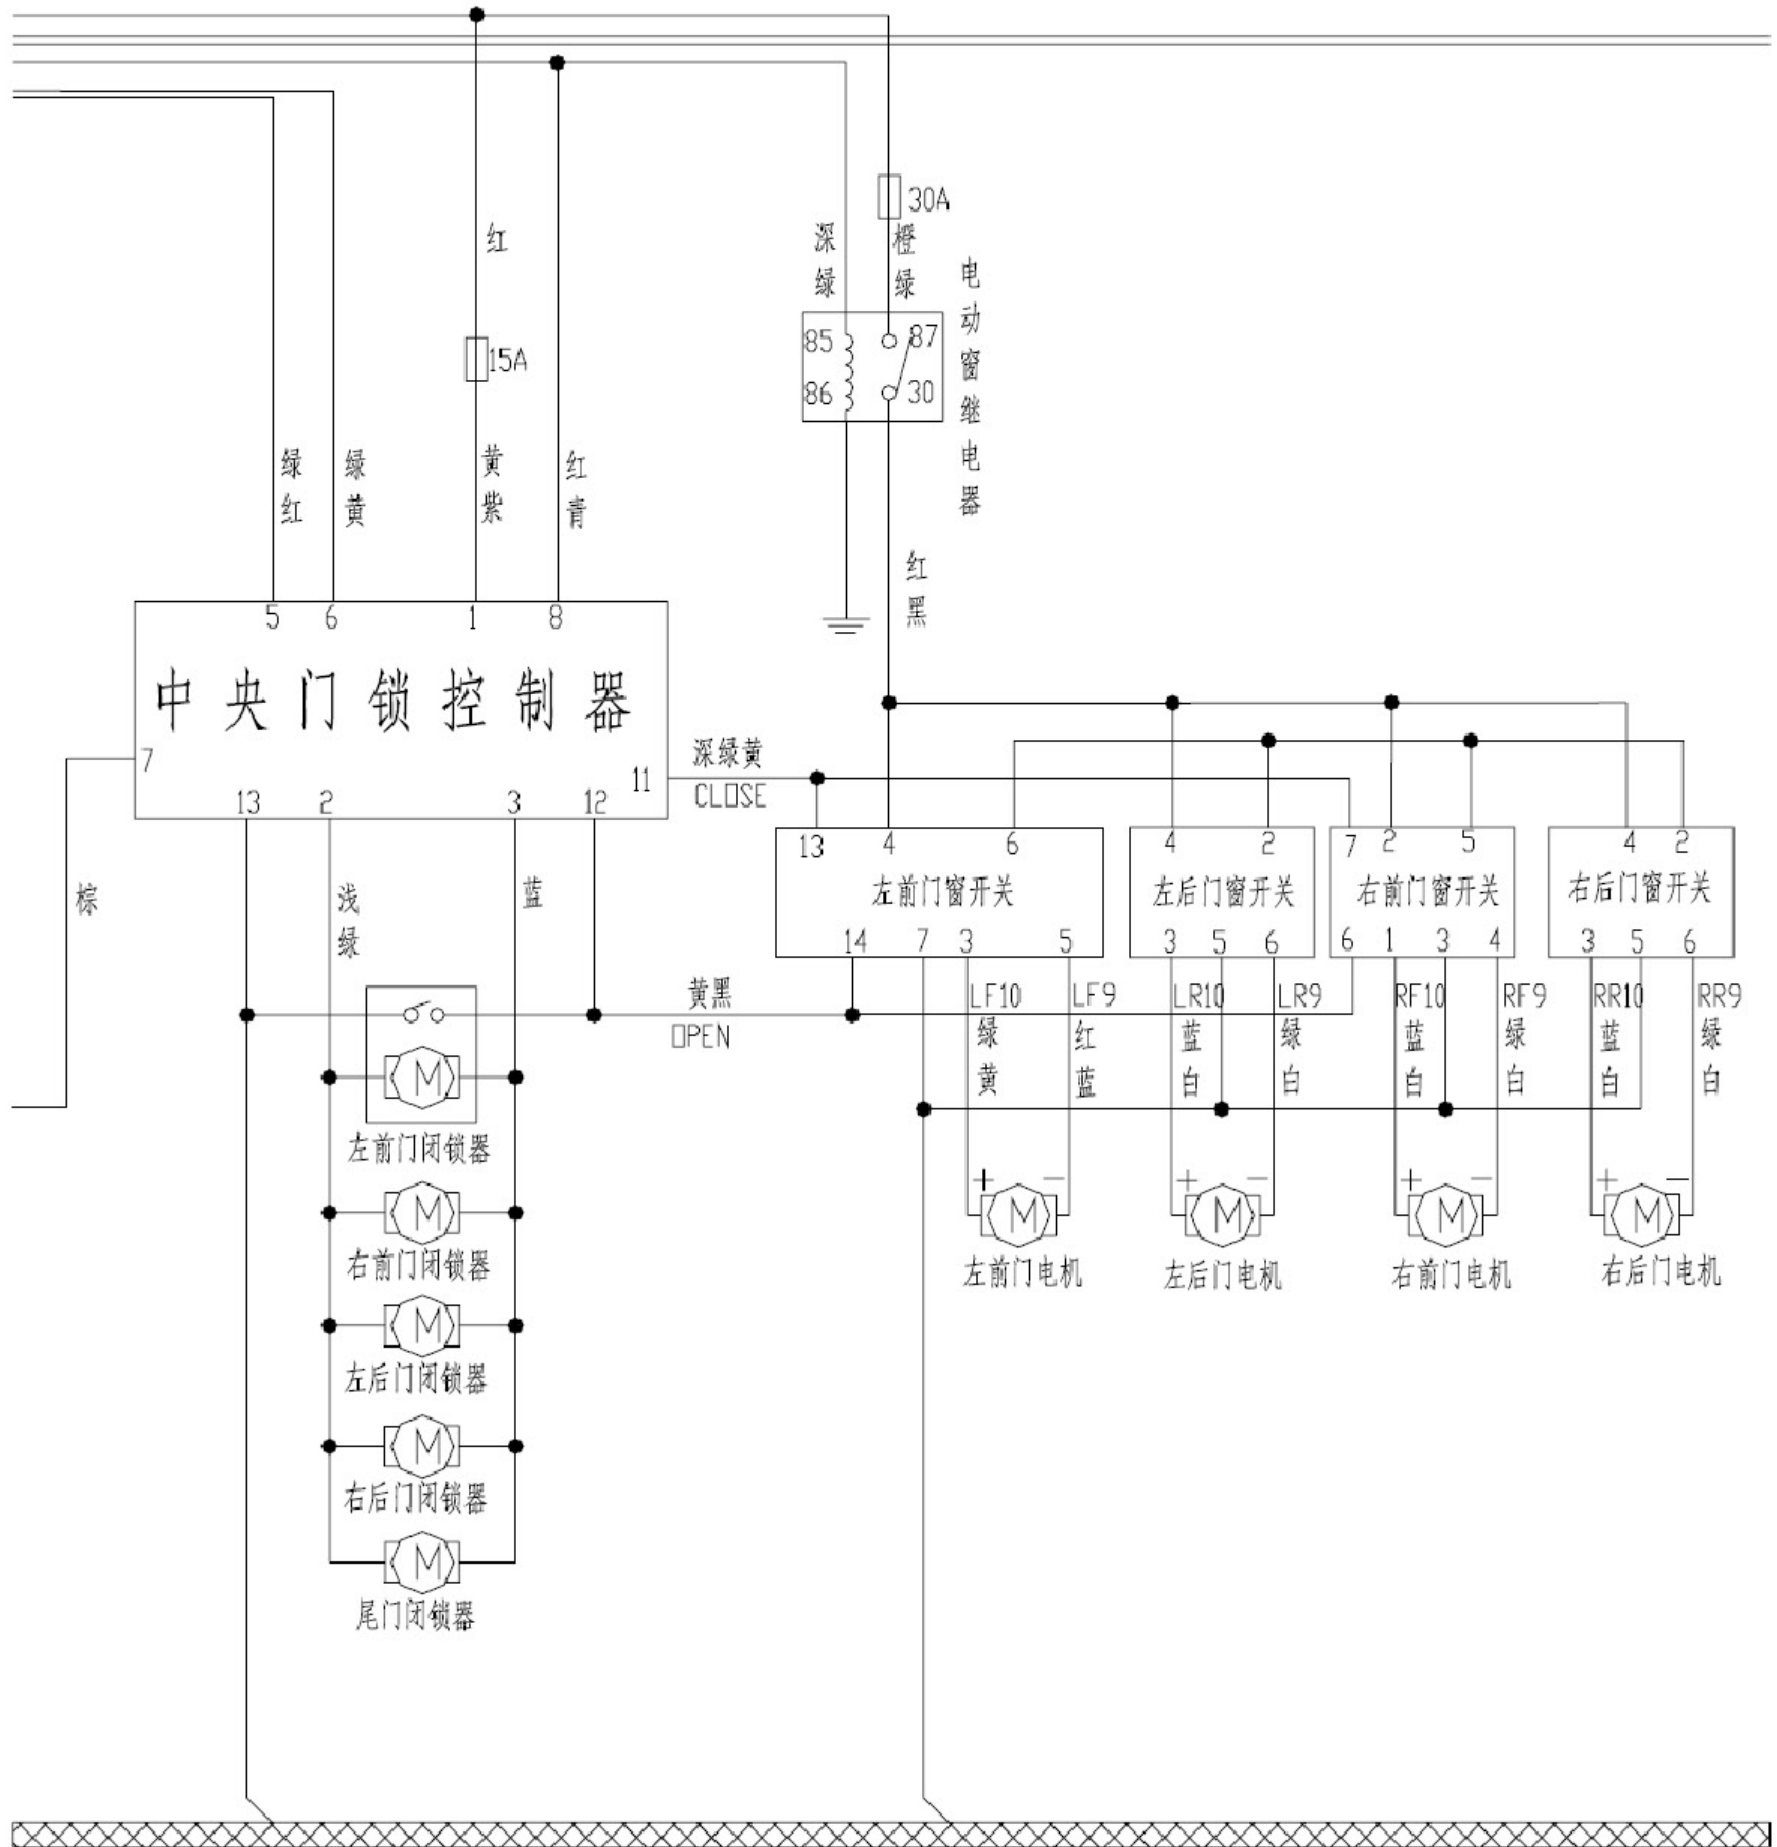 30A
红
深绿
橙绿
电动窗继电器
15A
85
87
86
30
绿红
绿黄
黄紫
红青
红黑
5 6 1 8
中央门锁控制器
7
11
13 2 3 12
深绿黄
CLOSE
棕
浅绿
蓝
13 4 6
左前门窗开关
14 7 3 5
4 2
左后门窗开关
3 5 6
7 2 5
右前门窗开关
6 1 3 4
4 2
右后门窗开关
3 5 6
黄黑
OPEN
LF10
绿黄
LF9
红蓝
LR10
蓝白
LR9
绿白
RF10
蓝白
RF9
绿白
RR10
蓝白
RR9
绿白
M
左前门闭锁器
M
右前门闭锁器
M
左后门闭锁器
M
右后门闭锁器
M
尾门闭锁器
+ −
M
左前门电机
+ −
M
左后门电机
+ −
M
右前门电机
+ −
M
右后门电机